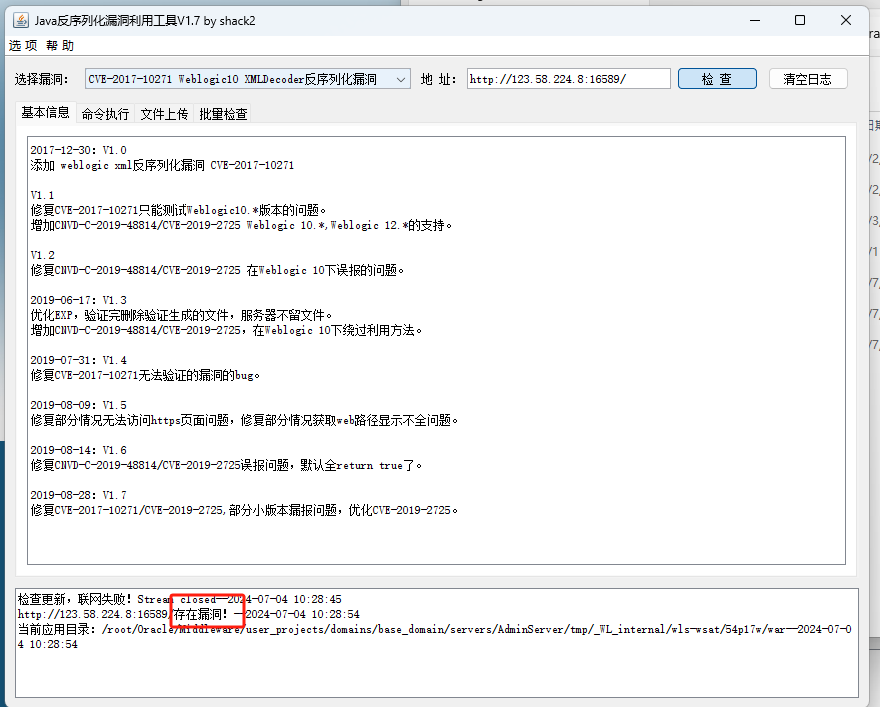 Java反序列化漏洞利用工具V1.7 by shack2
选项 帮助
选择漏洞: CVE-2017-10271 Weblogic10 XMLDecoder反序列化漏洞 地 址: http://123.58.224.8:16589/ 检 查 清空日志
基本信息 命令执行 文件上传 批量检查
2017-12-30: V1.0
添加 weblogic xml反序列化漏洞 CVE-2017-10271
V1.1
修复CVE-2017-10271只能测试Weblogic10.*版本的问题。
增加CNVD-C-2019-48814/CVE-2019-2725 Weblogic 10.*,Weblogic 12.*的支持。
V1.2
修复CNVD-C-2019-48814/CVE-2019-2725 在Weblogic 10下误报的问题。
2019-06-17: V1.3
优化EXP，验证完删除验证生成的文件，服务器不留文件。
增加CNVD-C-2019-48814/CVE-2019-2725，在Weblogic 10下绕过利用方法。
2019-07-31: V1.4
修复CVE-2017-10271无法验证的漏洞的bug。
2019-08-09: V1.5
修复部分情况无法访问https页面问题，修复部分情况获取web路径显示不全问题。
2019-08-14: V1.6
修复CNVD-C-2019-48814/CVE-2019-2725误报问题，默认全return true了。
2019-08-28: V1.7
修复CVE-2017-10271/CVE-2019-2725,部分小版本漏报问题，优化CVE-2019-2725。
检查更新，联网失败！Stream closed--2024-07-04 10:28:45
http://123.58.224.8:16589/存在漏洞！--2024-07-04 10:28:54
当前应用目录: /root/Oracle/Middleware/user_projects/domains/base_domain/servers/AdminServer/tmp/_WL_internal/wls-wsat/54p17w/war--2024-07-0
4 10:28:54